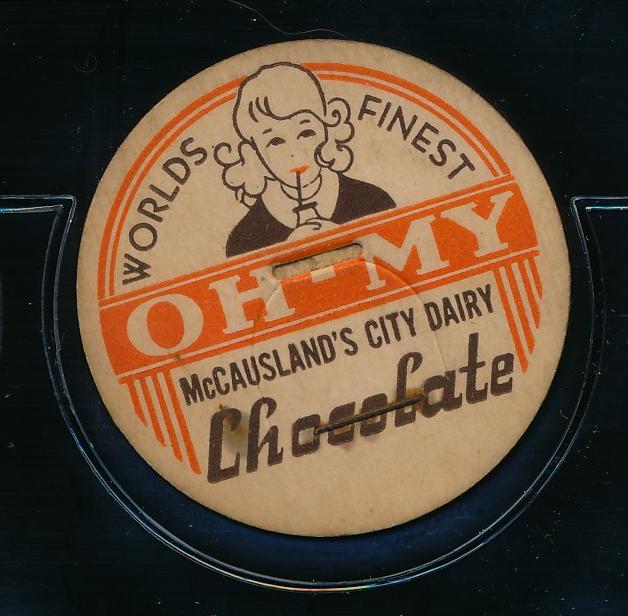 WORLDS FINEST
OH-MY
McCAUSLAND'S CITY DAIRY
Chocolate